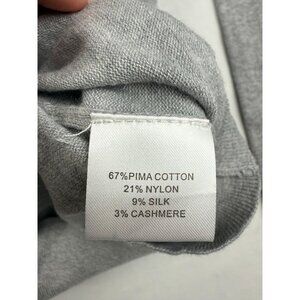 67%PIMA COTTON
21% NYLON
9% SILK
3% CASHMERE